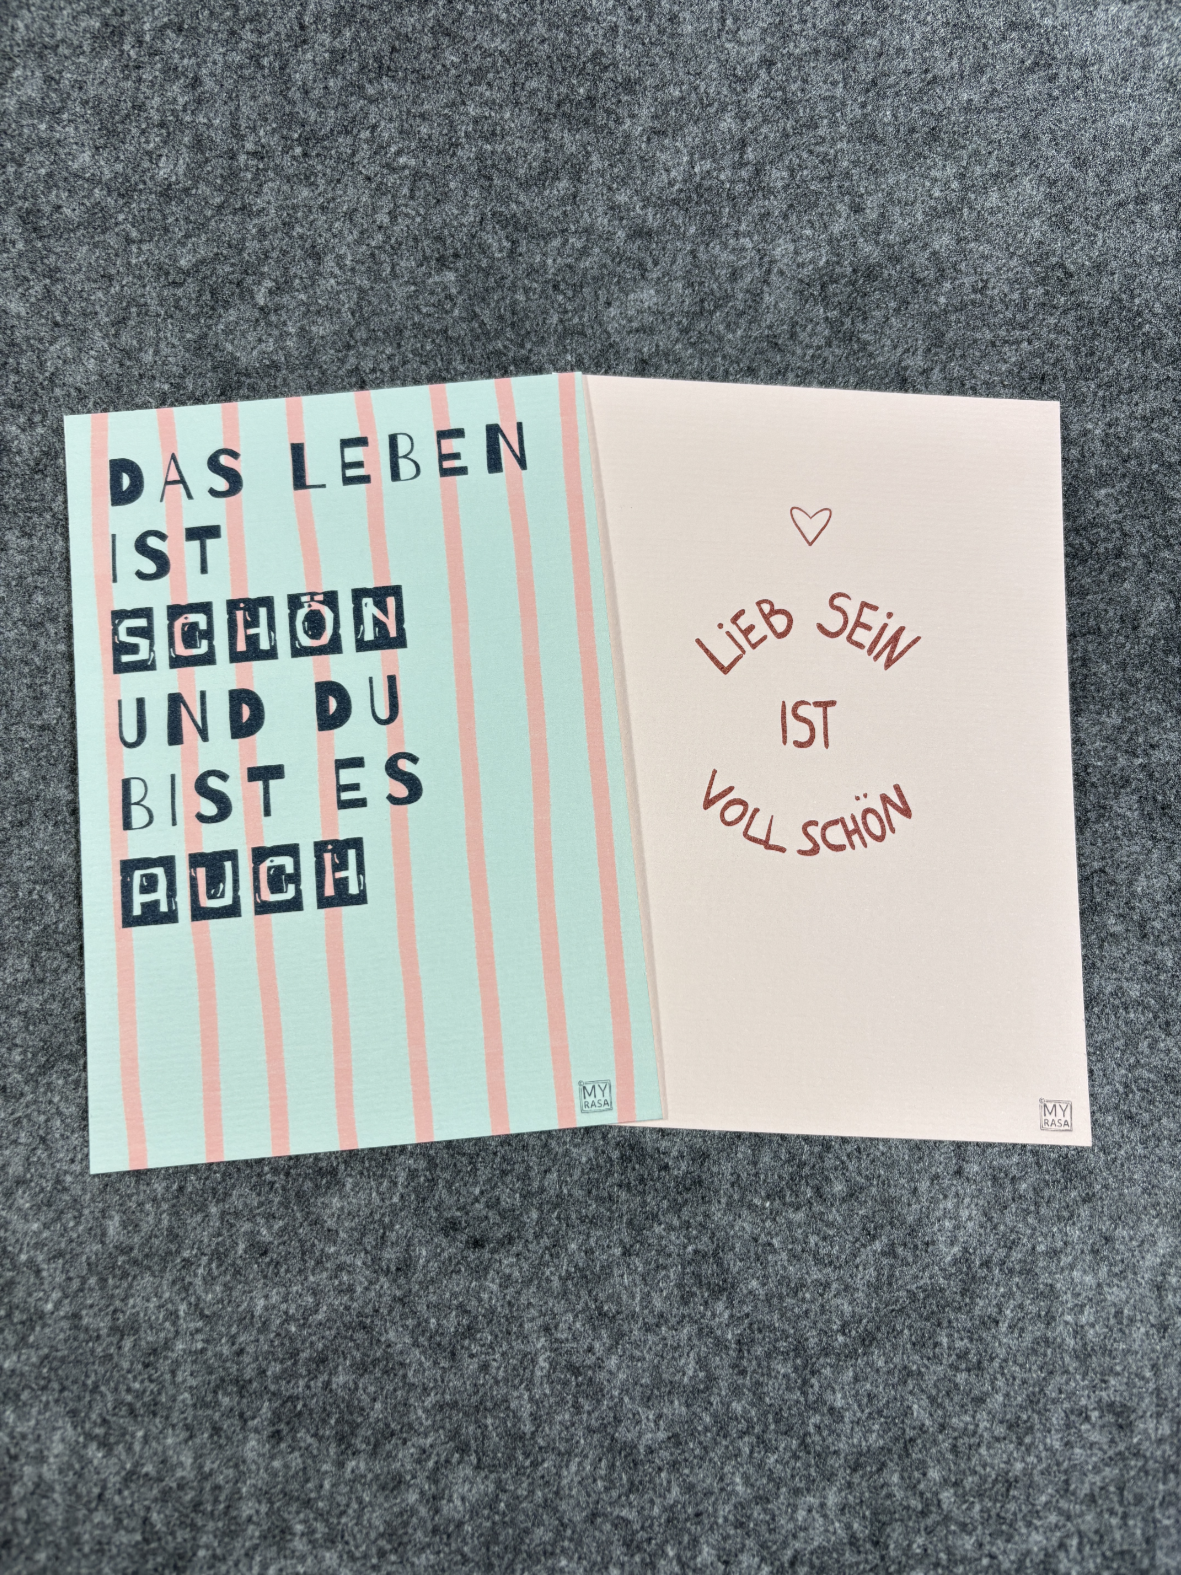 DAS LEBEN
IST
SCHÖN
UND DU
BIST ES
AUCH
©MY
RASA
LiEB SEiN
IST
VOLL SCHÖN
©MY
RASA